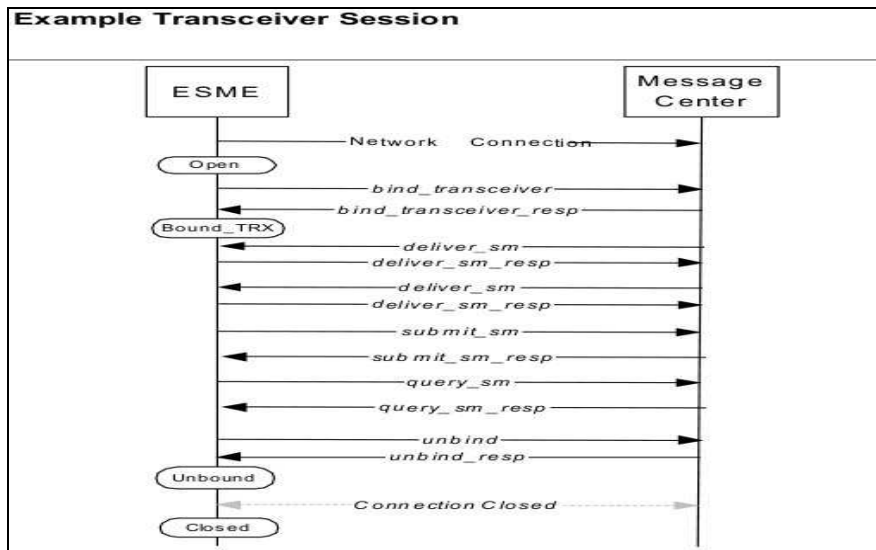 Example Transceiver Session
ESME
Message
Center
Network Connection
Open
bind_transceiver
bind_transceiver_resp
Bound_TRX
deliver_sm
deliver_sm_resp
deliver_sm
deliver_sm_resp
submit_sm
submit_sm_resp
query_sm
query_sm_resp
unbind
unbind_resp
Unbound
Connection Closed
Closed